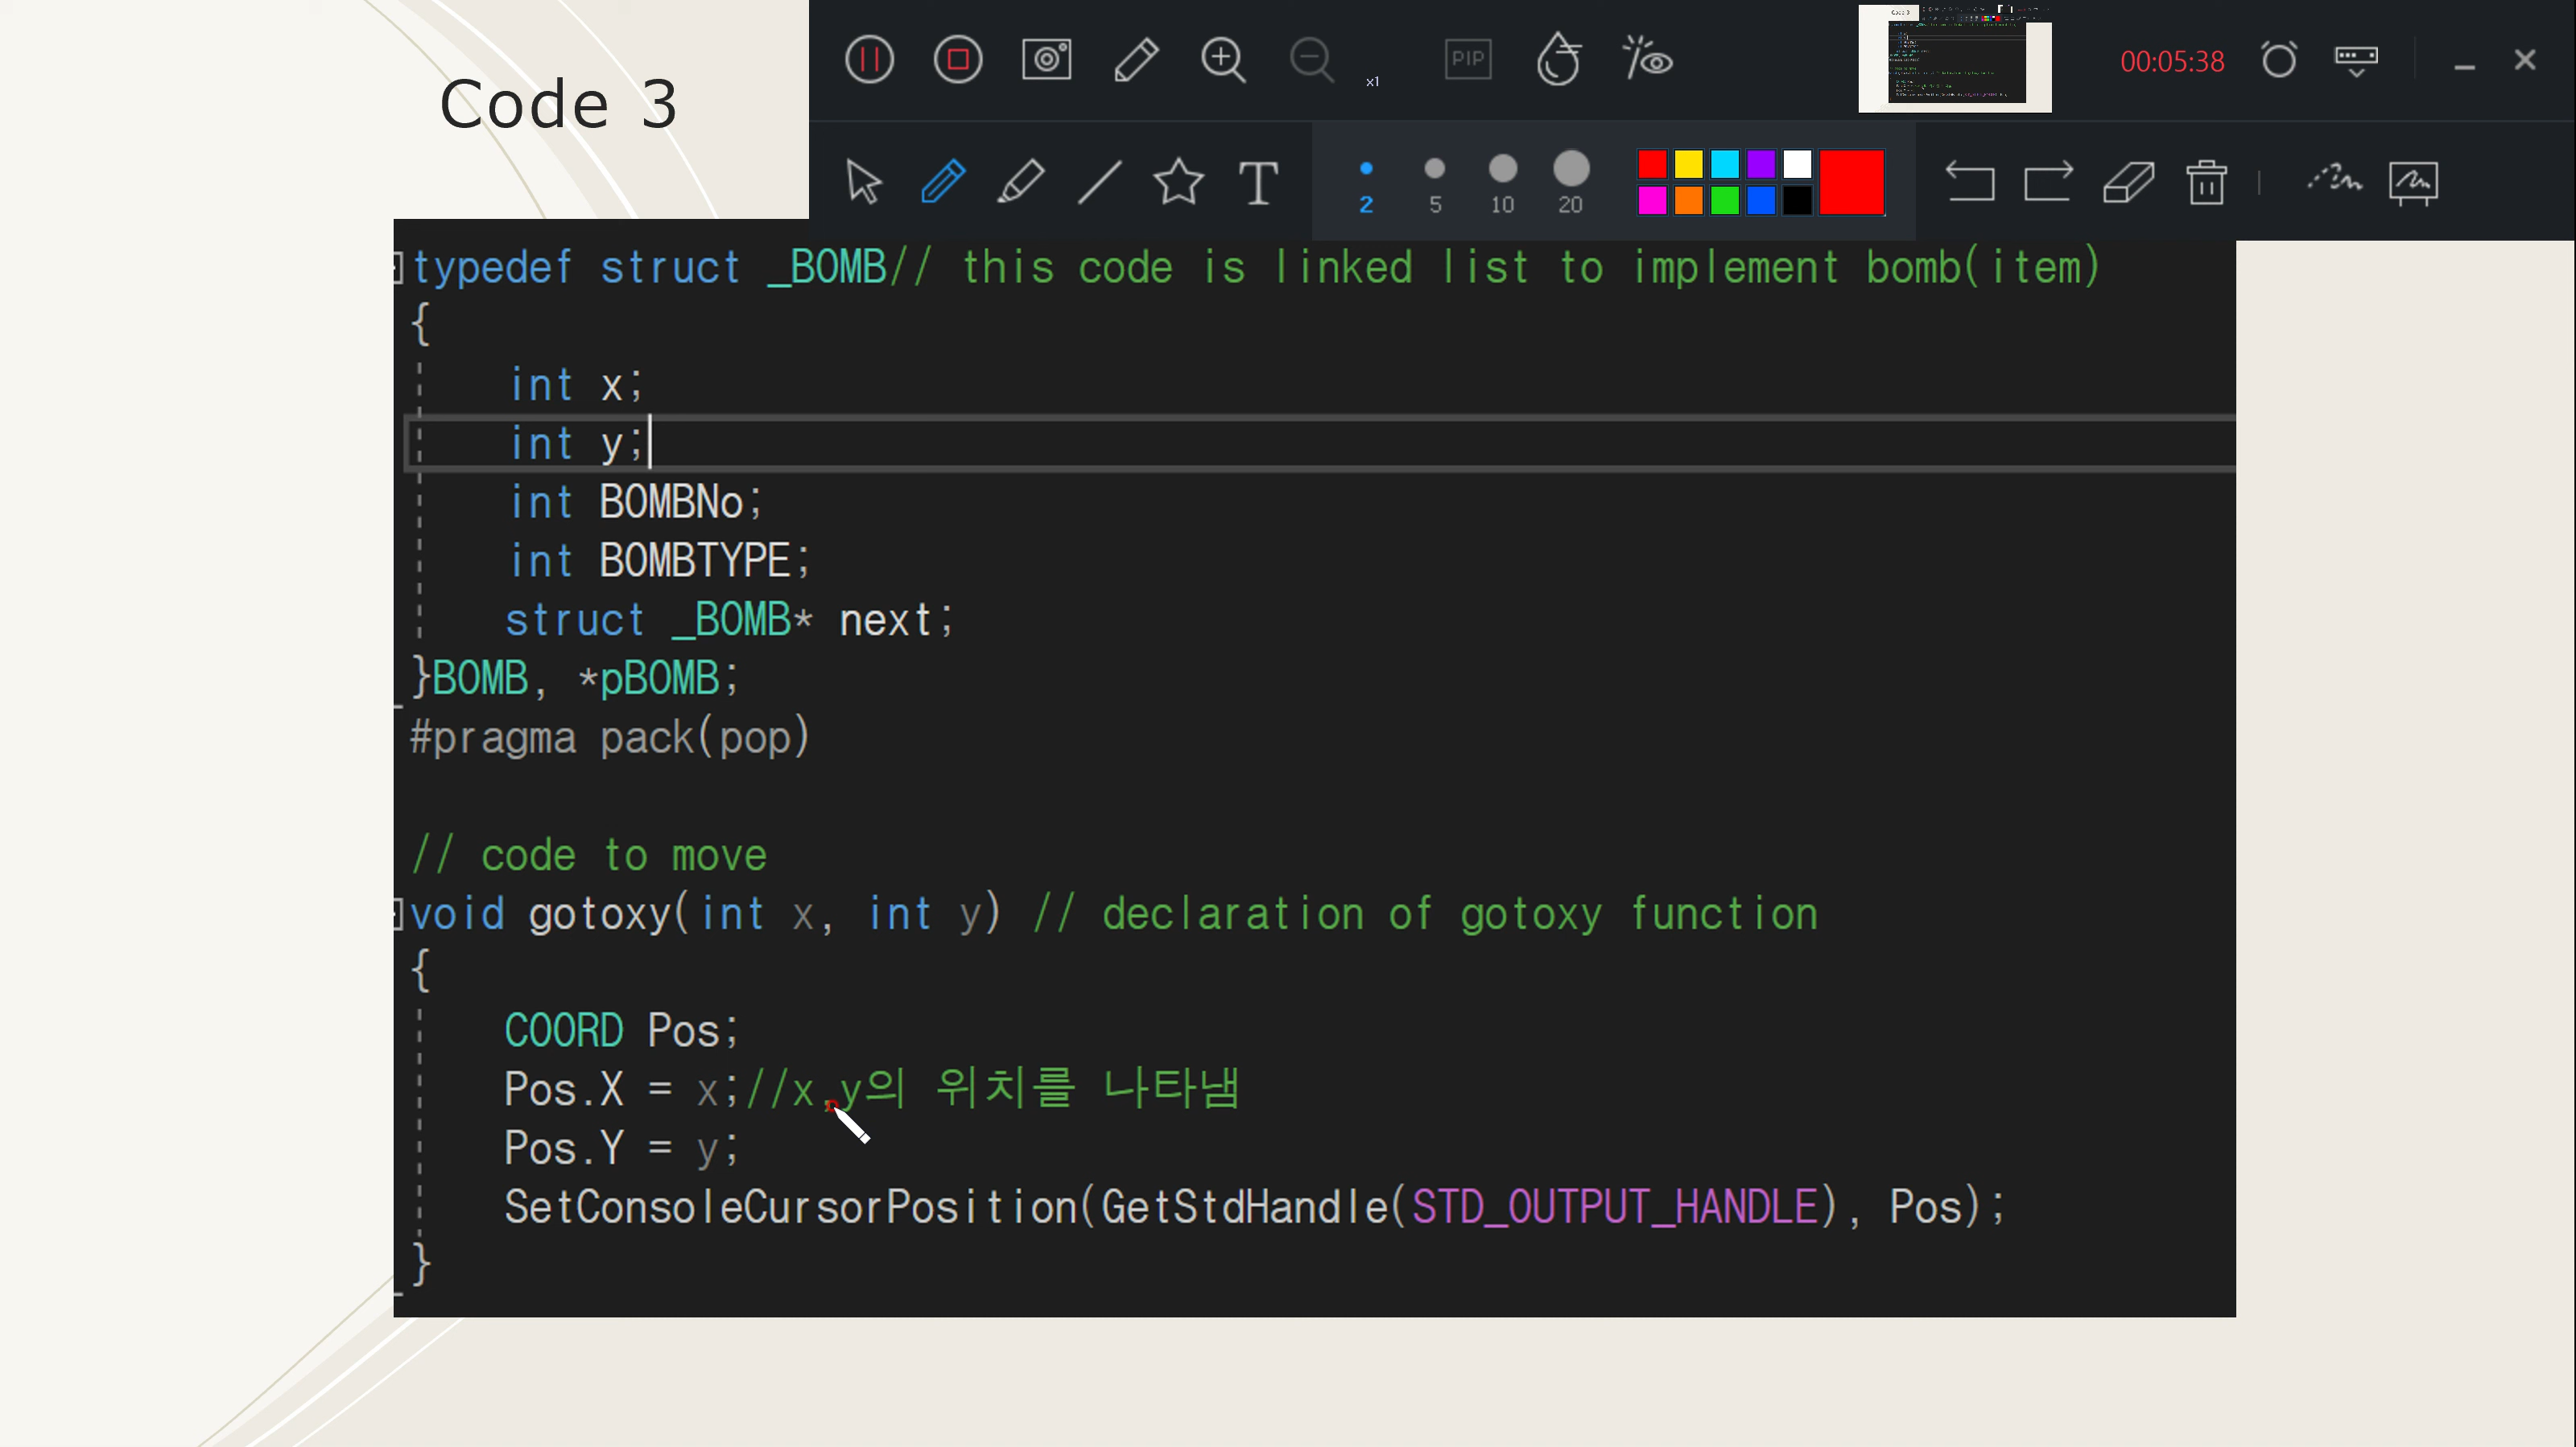 Code 3
x1
PIP
00:05:38
T
2 5 10 20
typedef struct _BOMB// this code is linked list to implement bomb(item)
{
int x;
int y;
int BOMBNo;
int BOMBTYPE;
struct _BOMB* next;
}BOMB, *pBOMB;
#pragma pack(pop)
// code to move
void gotoxy(int x, int y) // declaration of gotoxy function
{
COORD Pos;
Pos.X = x;//x,y의 위치를 나타냄
Pos.Y = y;
SetConsoleCursorPosition(GetStdHandle(STD_OUTPUT_HANDLE), Pos);
}